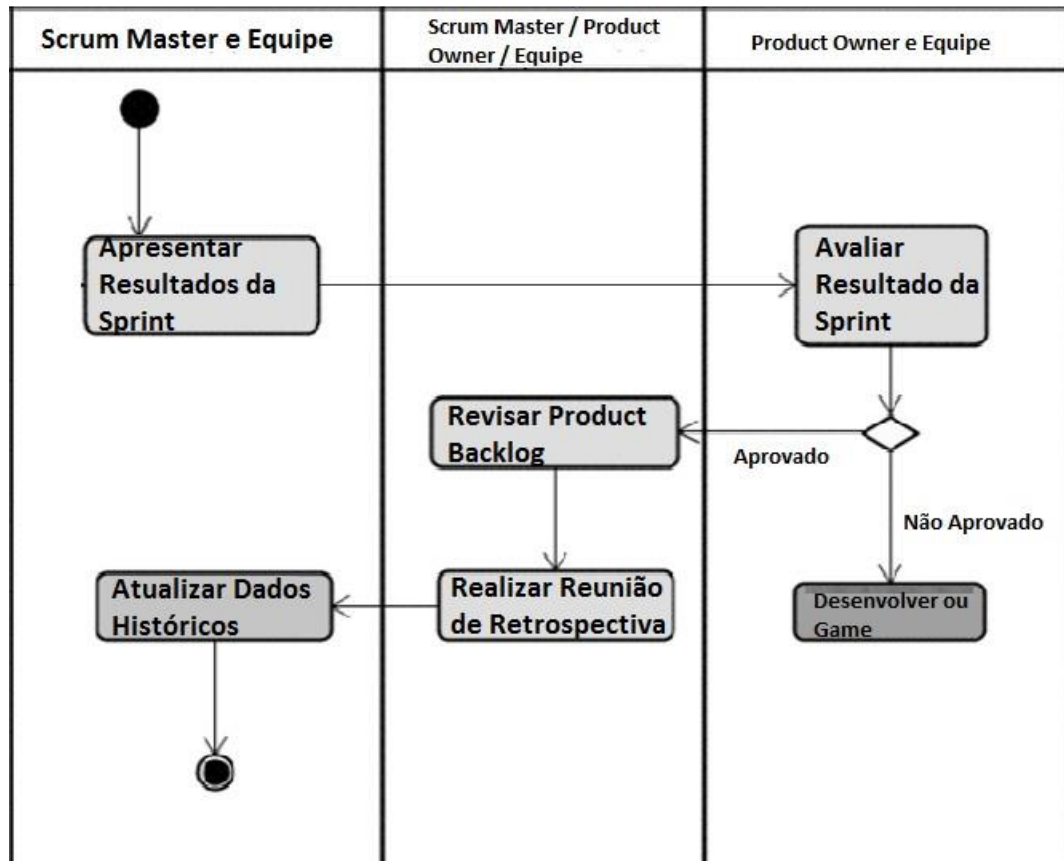 Scrum Master e Equipe
Scrum Master / Product
Owner / Equipe
Product Owner e Equipe
Apresentar
Resultados da
Sprint
Avaliar
Resultado da
Sprint
Revisar Product
Backlog
Aprovado
Não Aprovado
Atualizar Dados
Históricos
Realizar Reunião
de Retrospectiva
Desenvolver ou
Game